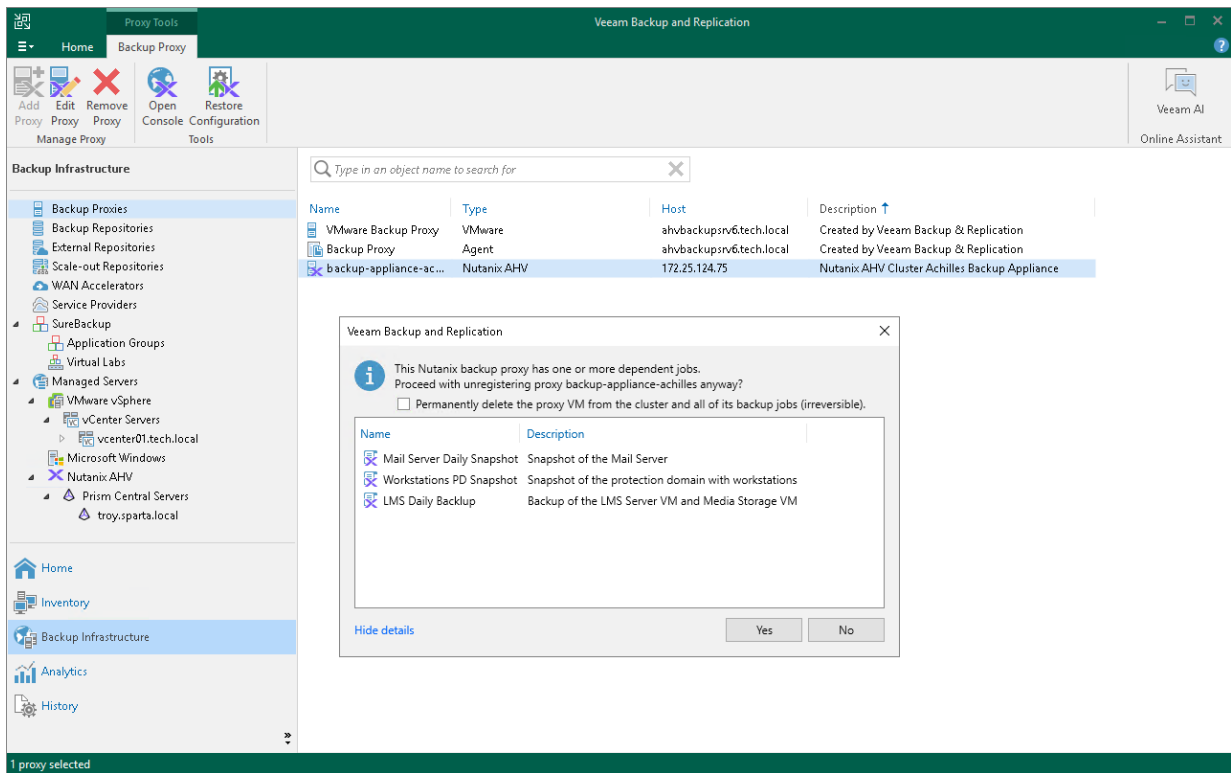 Proxy Tools
Veeam Backup and Replication
Home
Backup Proxy
Add Proxy
Edit Proxy
Remove Proxy
Open Console
Restore Configuration
Manage Proxy
Tools
Veeam AI
Online Assistant
Backup Infrastructure
Type in an object name to search for
Backup Proxies
Backup Repositories
External Repositories
Scale-out Repositories
WAN Accelerators
Service Providers
SureBackup
Application Groups
Virtual Labs
Managed Servers
VMware vSphere
vCenter Servers
vcenter01.tech.local
Microsoft Windows
Nutanix AHV
Prism Central Servers
troy.sparta.local
Home
Inventory
Backup Infrastructure
Analytics
History
Name Type Host Description
VMware Backup Proxy VMware ahvbackupsrv6.tech.local Created by Veeam Backup & Replication
Backup Proxy Agent ahvbackupsrv6.tech.local Created by Veeam Backup & Replication
backup-appliance-ac... Nutanix AHV 172.25.124.75 Nutanix AHV Cluster Achilles Backup Appliance
Veeam Backup and Replication
This Nutanix backup proxy has one or more dependent jobs.
Proceed with unregistering proxy backup-appliance-achilles anyway?
Permanently delete the proxy VM from the cluster and all of its backup jobs (irreversible).
Name Description
Mail Server Daily Snapshot Snapshot of the Mail Server
Workstations PD Snapshot Snapshot of the protection domain with workstations
LMS Daily Backlup Backup of the LMS Server VM and Media Storage VM
Hide details
Yes
No
1 proxy selected